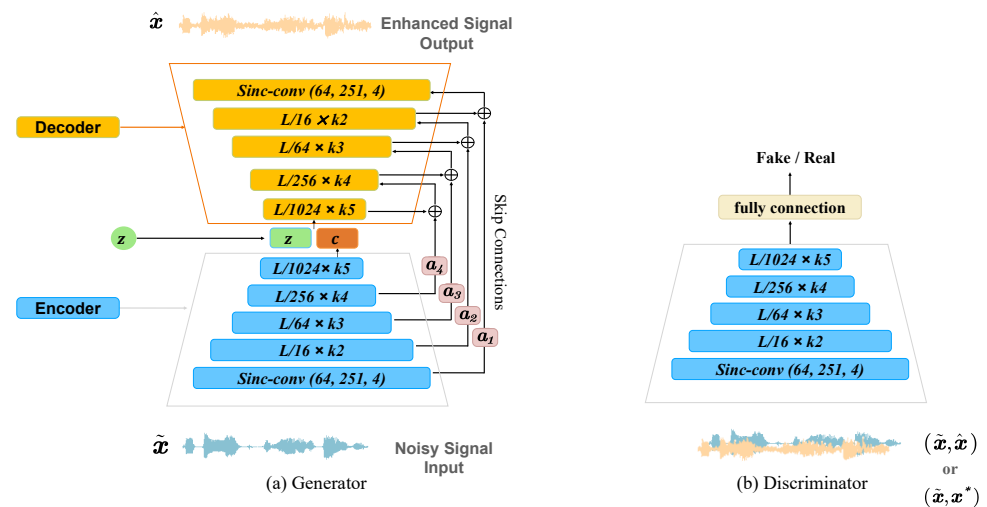 x̂
Enhanced Signal
Output
Sinc-conv (64, 251, 4)
L/16 × k2
Decoder
L/64 × k3
L/256 × k4
L/1024 × k5
z
z
c
Skip Connections
L/1024× k5
a4
L/256 × k4
a3
Encoder
L/64 × k3
a2
L/16 × k2
a1
Sinc-conv (64, 251, 4)
x̃
Noisy Signal
Input
(a) Generator
Fake / Real
fully connection
L/1024 × k5
L/256 × k4
L/64 × k3
L/16 × k2
Sinc-conv (64, 251, 4)
(x̃, x̂)
or
(x̃, x*)
(b) Discriminator